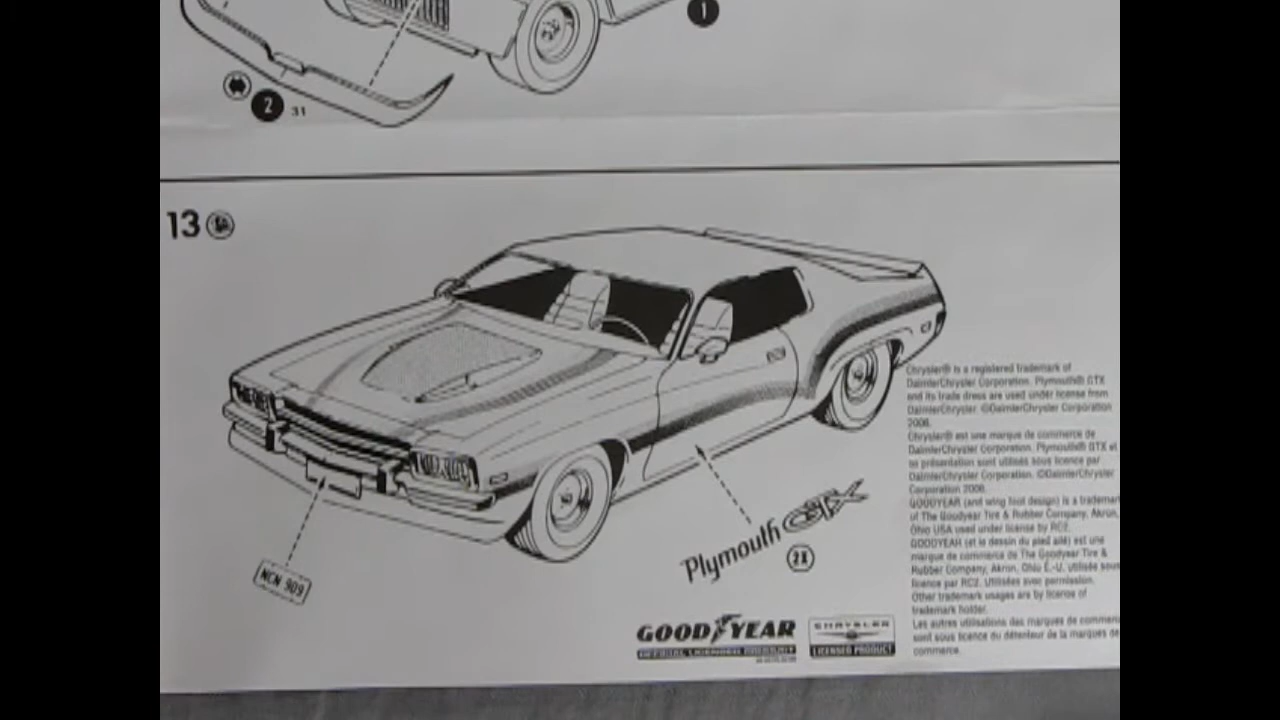 1
2
31
13
NCN 909
Plymouth GTX
2X
GOODYEAR
OFFICIAL LICENSED PRODUCT
CHRYSLER
LICENSED PRODUCT
Chrysler® is a registered trademark of
DaimlerChrysler Corporation. Plymouth® GTX
and its trade dress are used under license from
DaimlerChrysler. ©DaimlerChrysler Corporation
2006.
Chrysler® est une marque de commerce de
DaimlerChrysler Corporation. Plymouth® GTX et
sa présentation sont utilisés sous licence par
DaimlerChrysler Corporation. ©DaimlerChrysler
Corporation 2006.
GOODYEAR (and wing foot design) is a trademark
of The Goodyear Tire & Rubber Company, Akron,
Ohio USA used under license by RC2.
GOODYEAR (et le dessin du pied ailé) est une
marque de commerce de The Goodyear Tire &
Rubber Company, Akron, Ohio É.-U. utilisée sous
licence par RC2. Utilisées avec permission.
Other trademark usages are by license of
trademark holder.
Les autres utilisations des marques de commerc
sont sous licence du détenteur de la marques de
commerce.